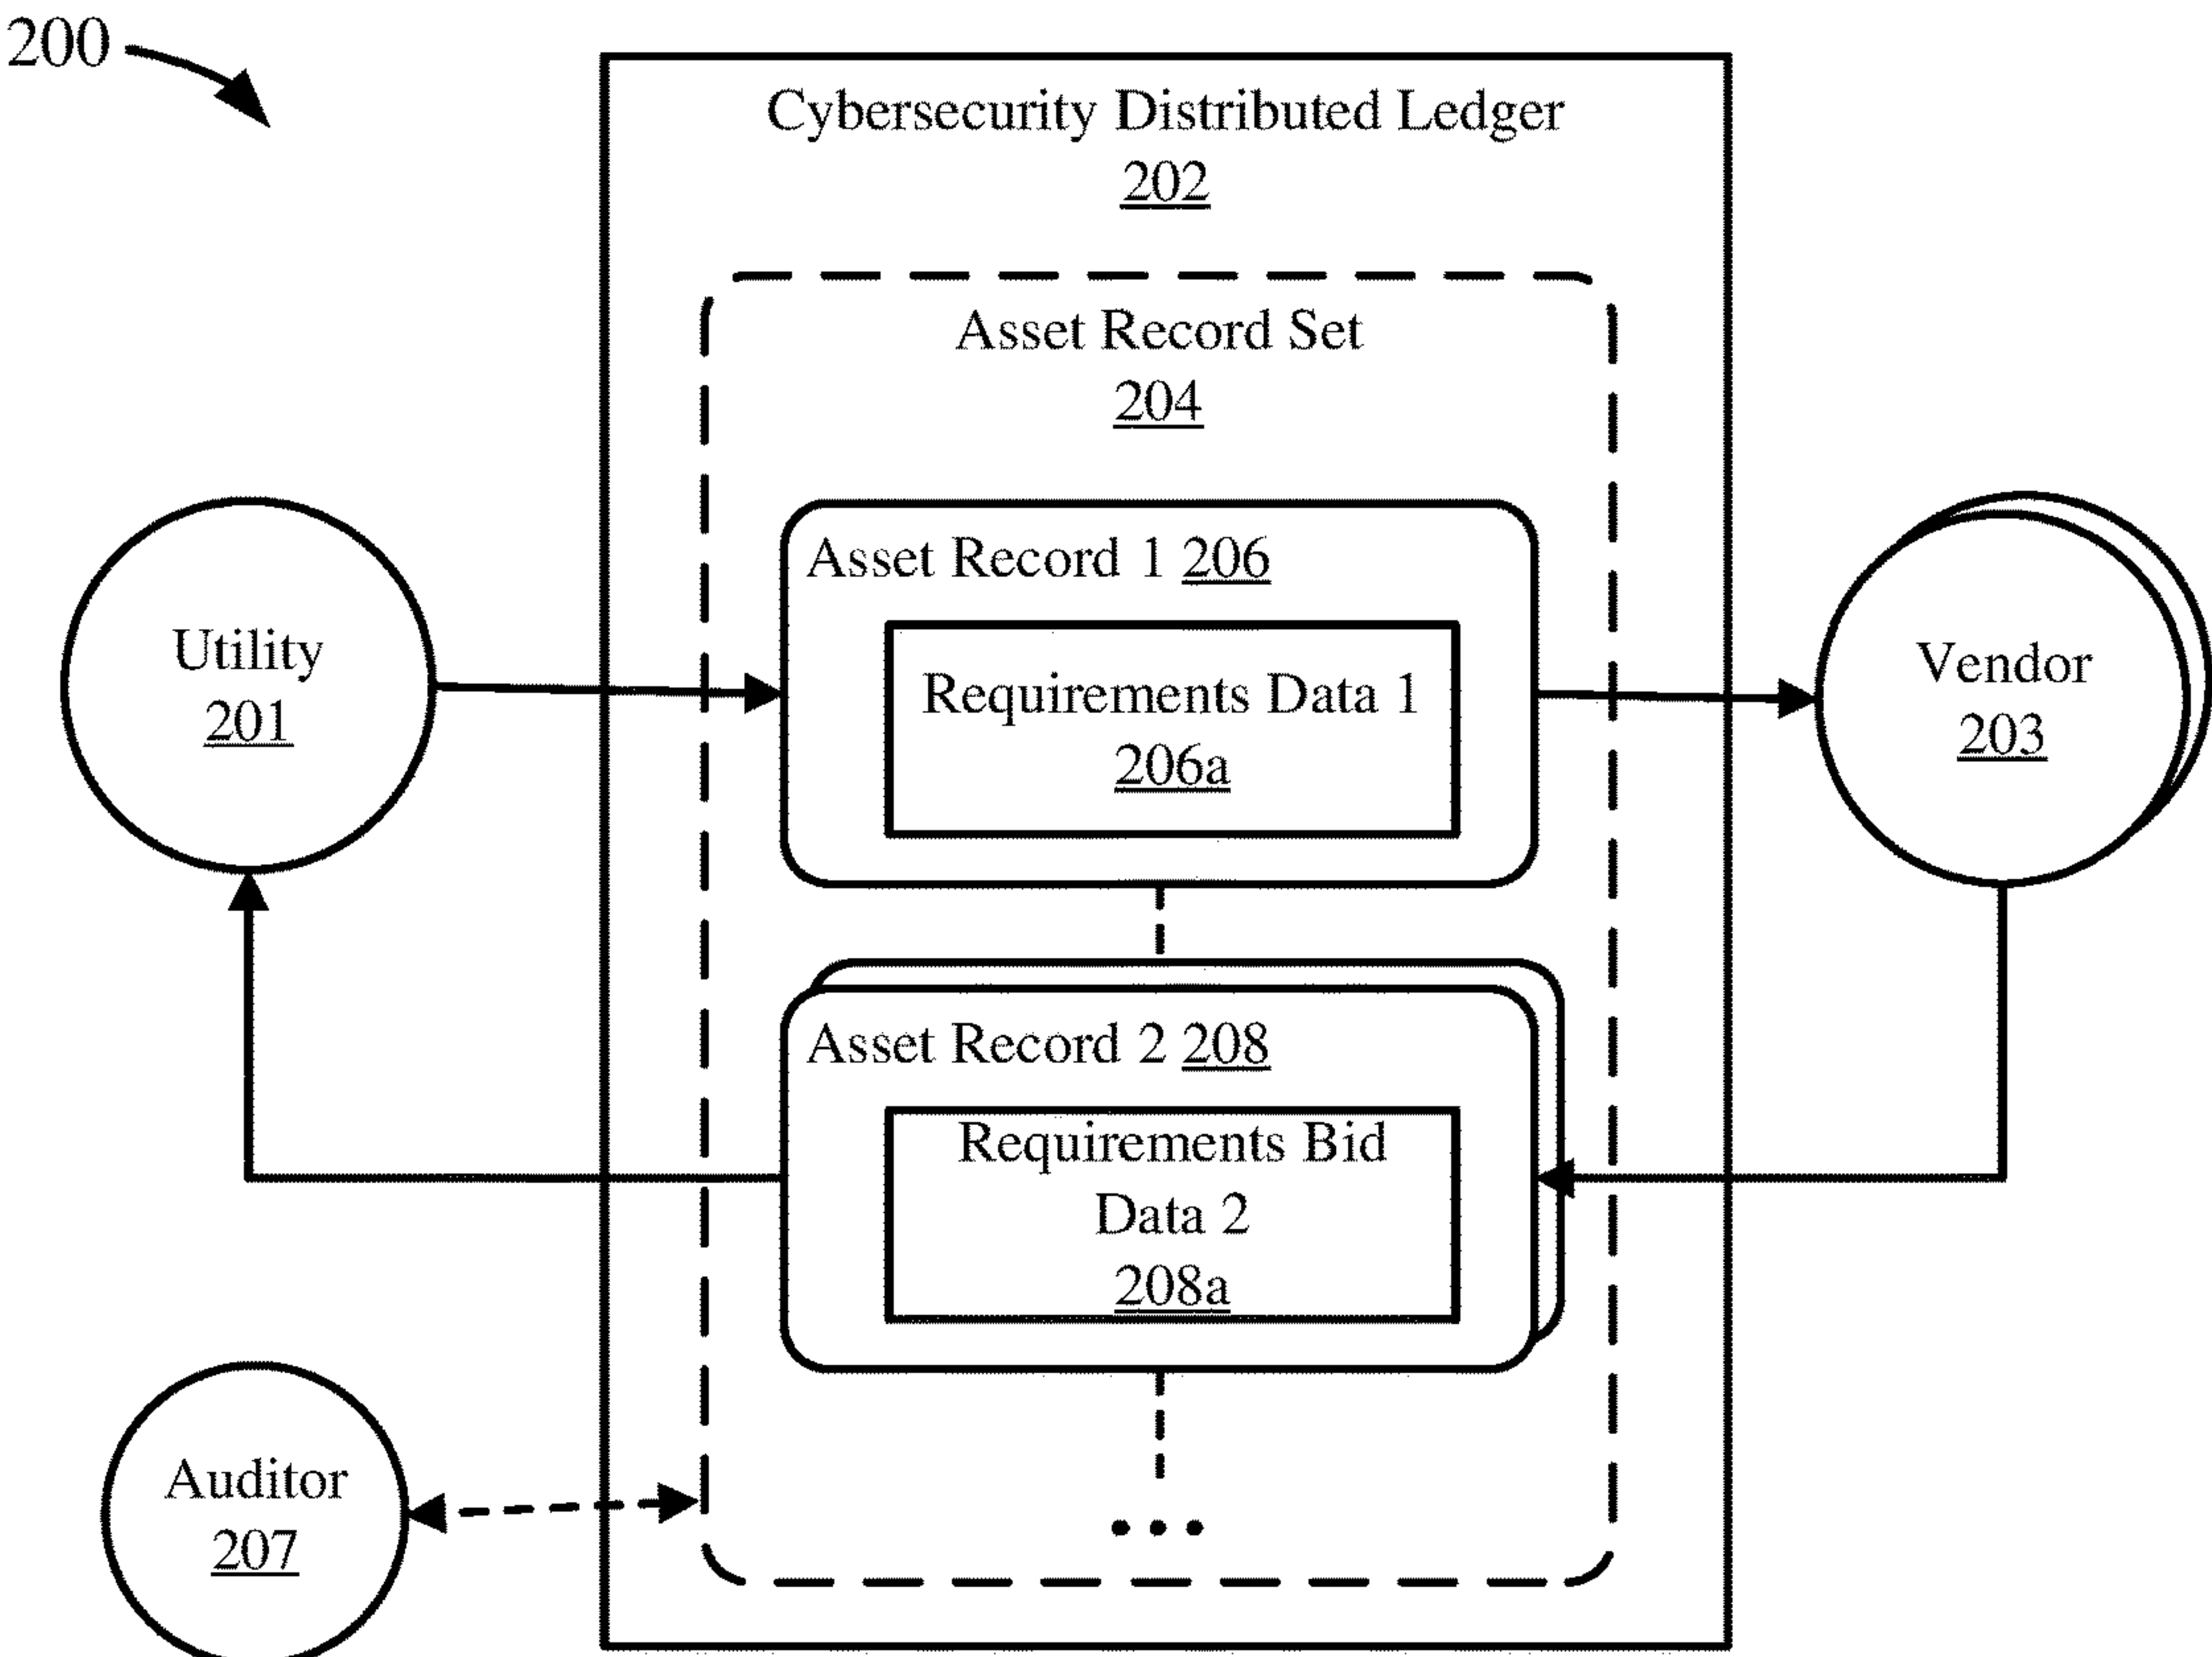 200
Cybersecurity Distributed Ledger
202
Asset Record Set
204
Asset Record 1 206
Requirements Data 1
206a
Utility
201
Vendor
203
Asset Record 2 208
Requirements Bid
Data 2
208a
Auditor
207